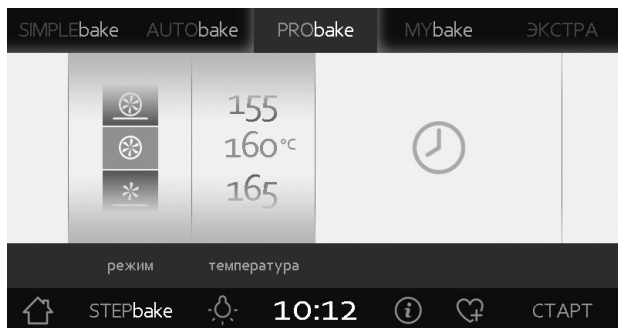 SIMPLEbake AUTObake PRObake MYbake ЭКСТРА
155
160°C
165
режим температура
STEPbake 10:12 i СТАРТ